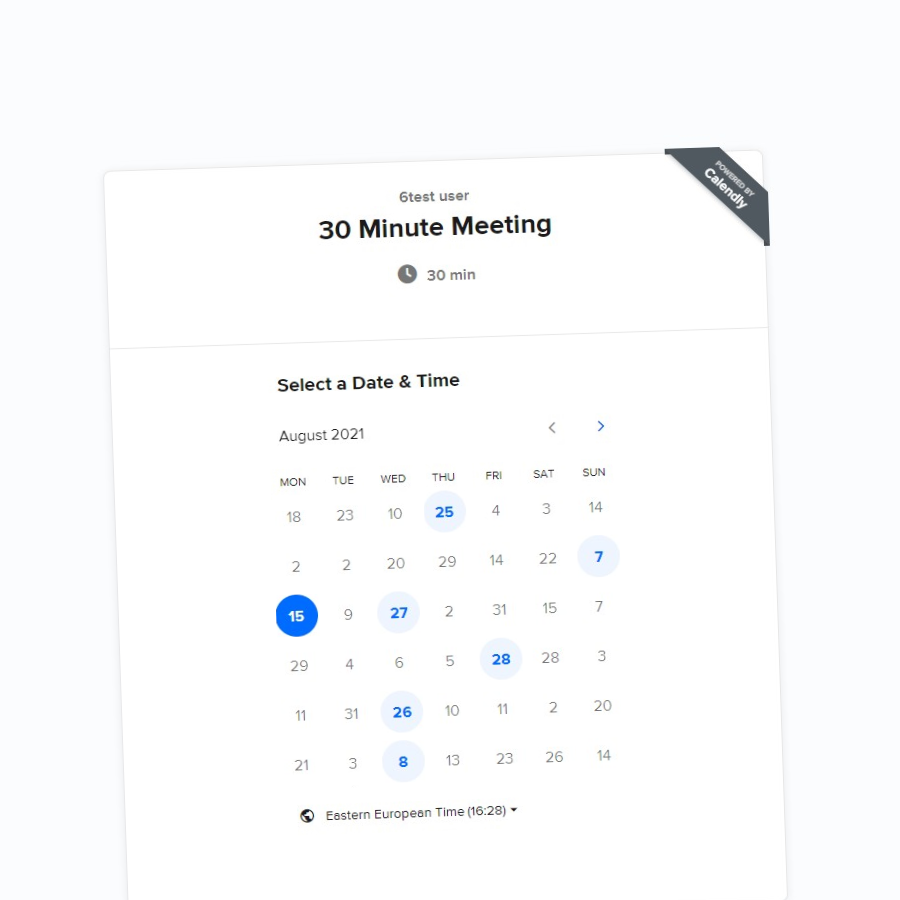 POWERED BY
Calendly
6test user
30 Minute Meeting
30 min
Select a Date & Time
August 2021
MON TUE WED THU FRI SAT SUN
18 23 10 25 4 3 14
2 2 20 29 14 22 7
15 9 27 2 31 15 7
29 4 6 5 28 28 3
11 31 26 10 11 2 20
21 3 8 13 23 26 14
Eastern European Time (16:28)